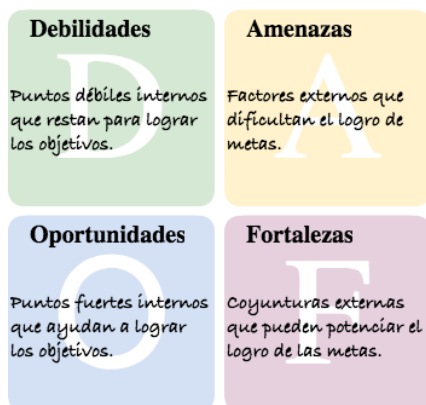 Debilidades
D
Puntos débiles internos
que restan para lograr
los objetivos.
Amenazas
A
Factores externos que
dificultan el logro de
metas.
Oportunidades
O
Puntos fuertes internos
que ayudan a lograr
los objetivos.
Fortalezas
F
Coyunturas externas
que pueden potenciar el
logro de las metas.